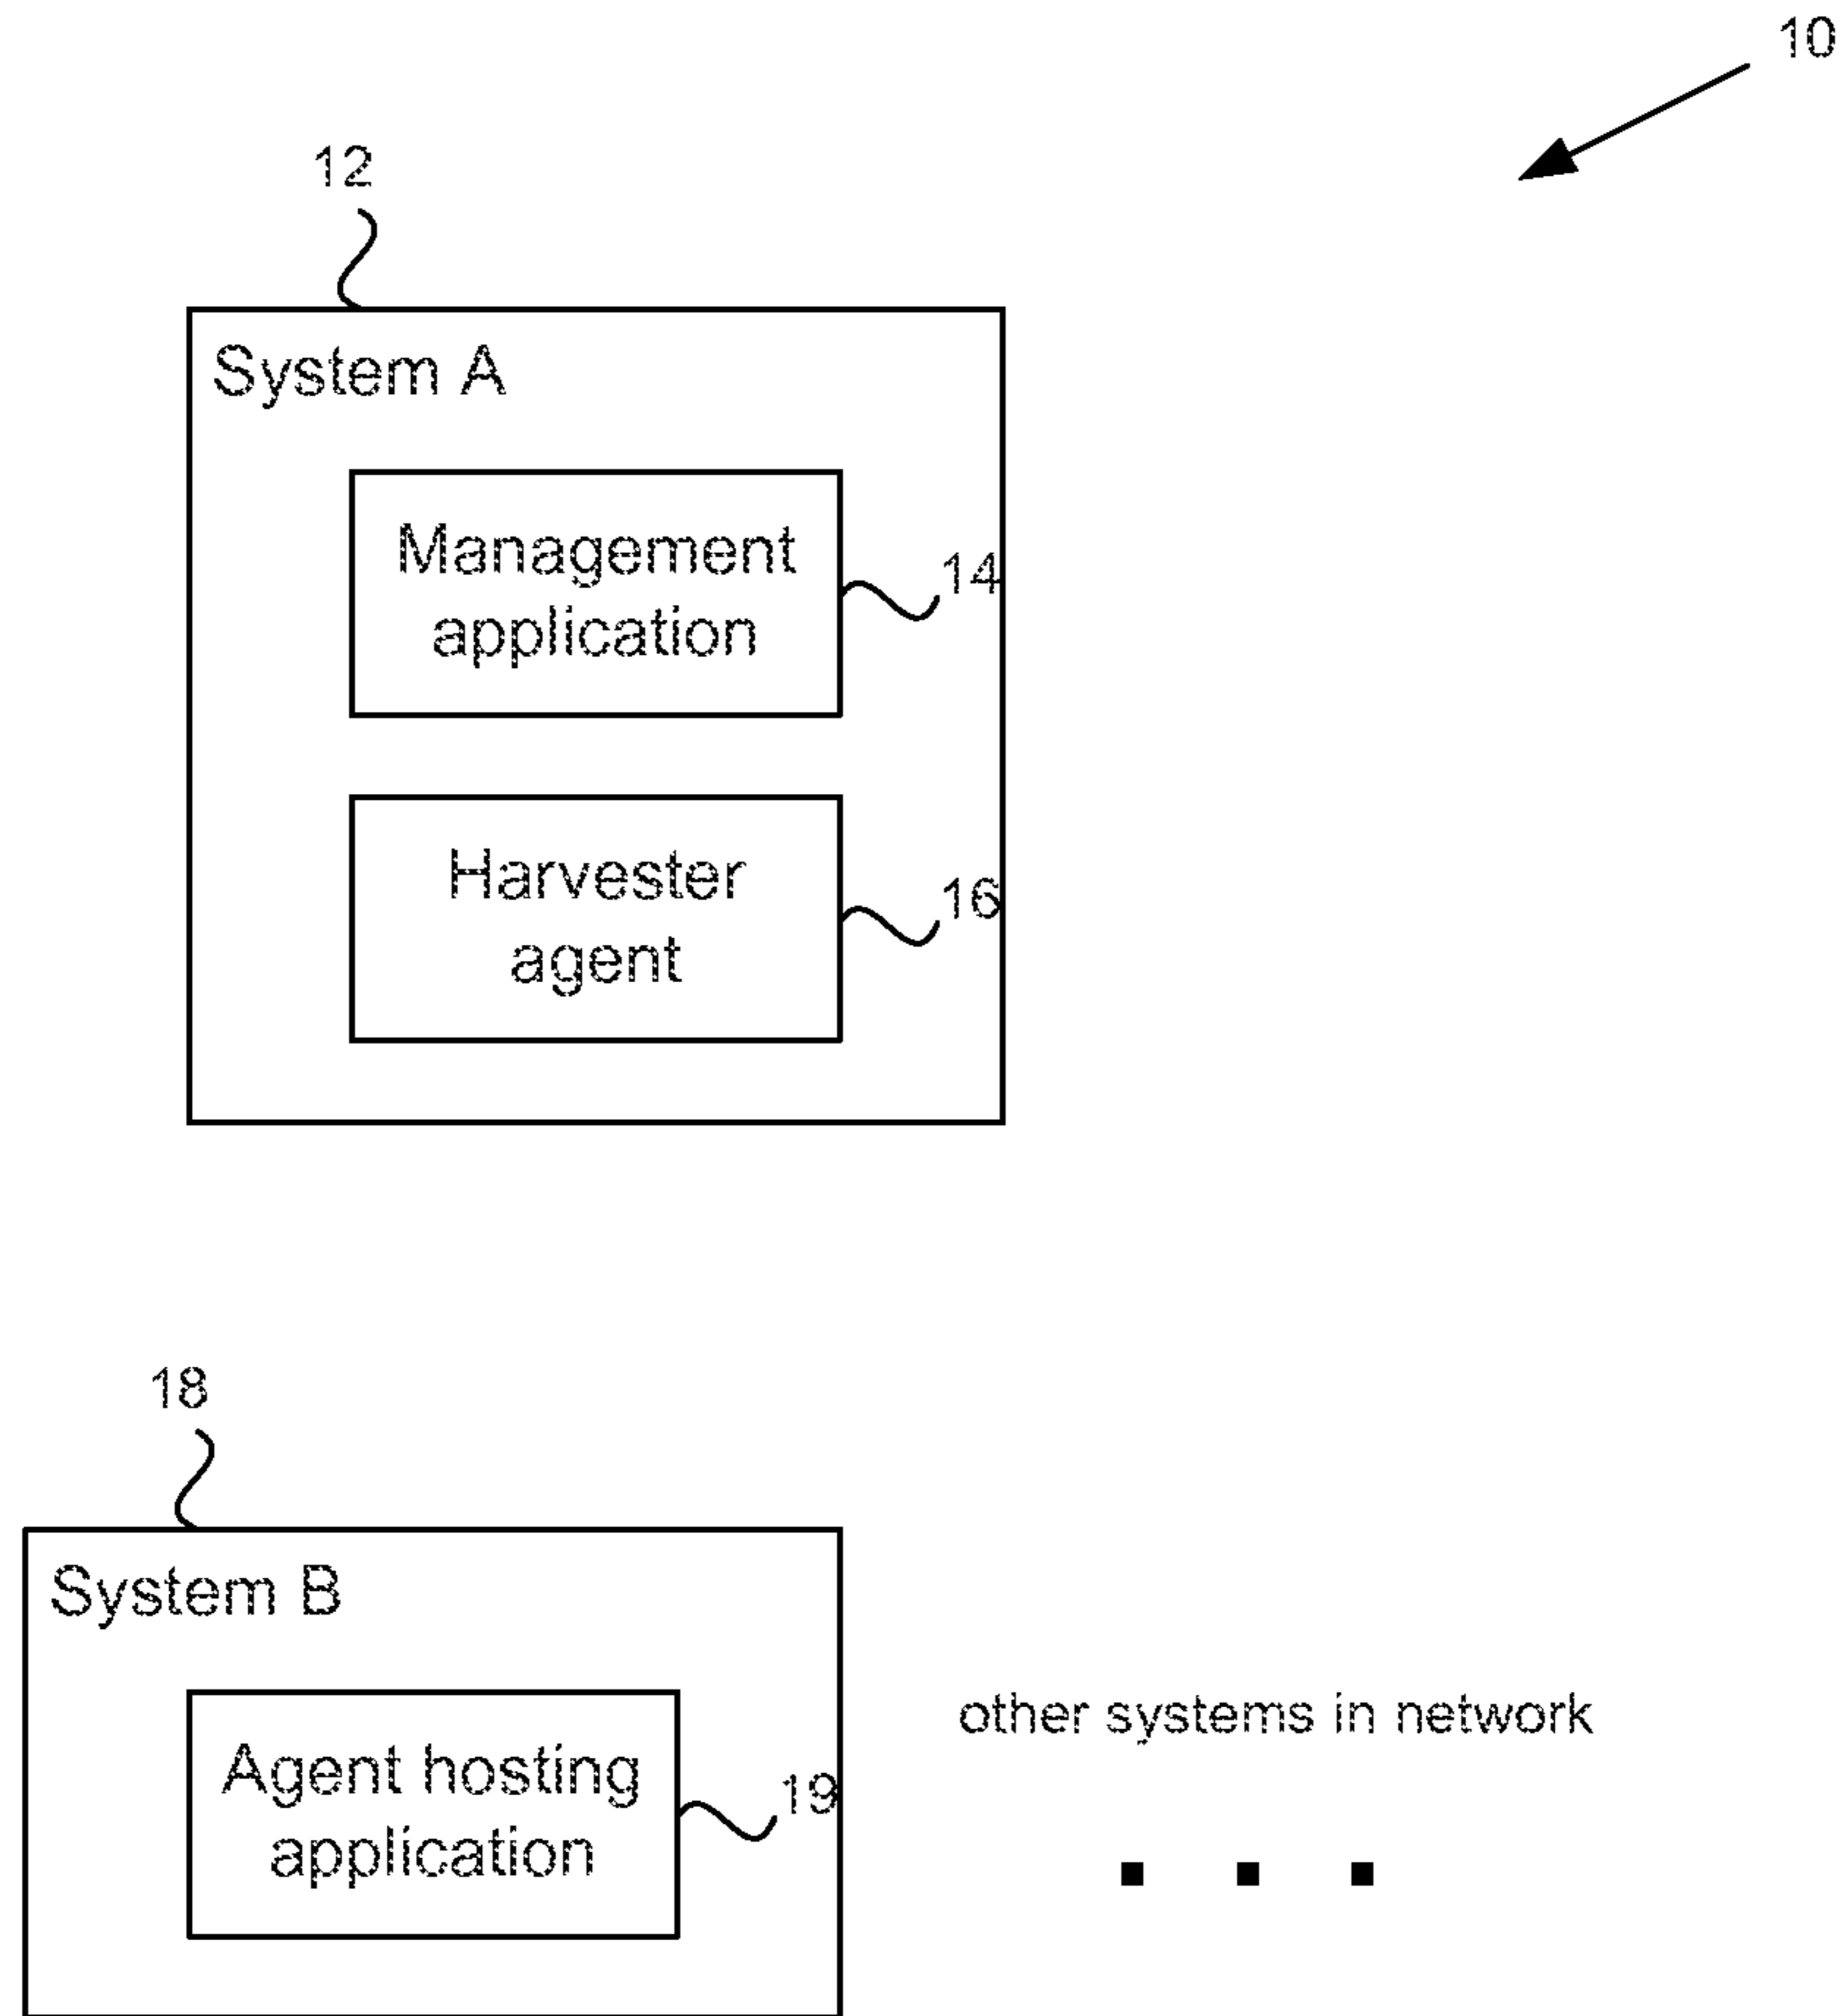 10
12
System A
Management
application
14
Harvester
agent
16
18
System B
Agent hosting
application
19
other systems in network